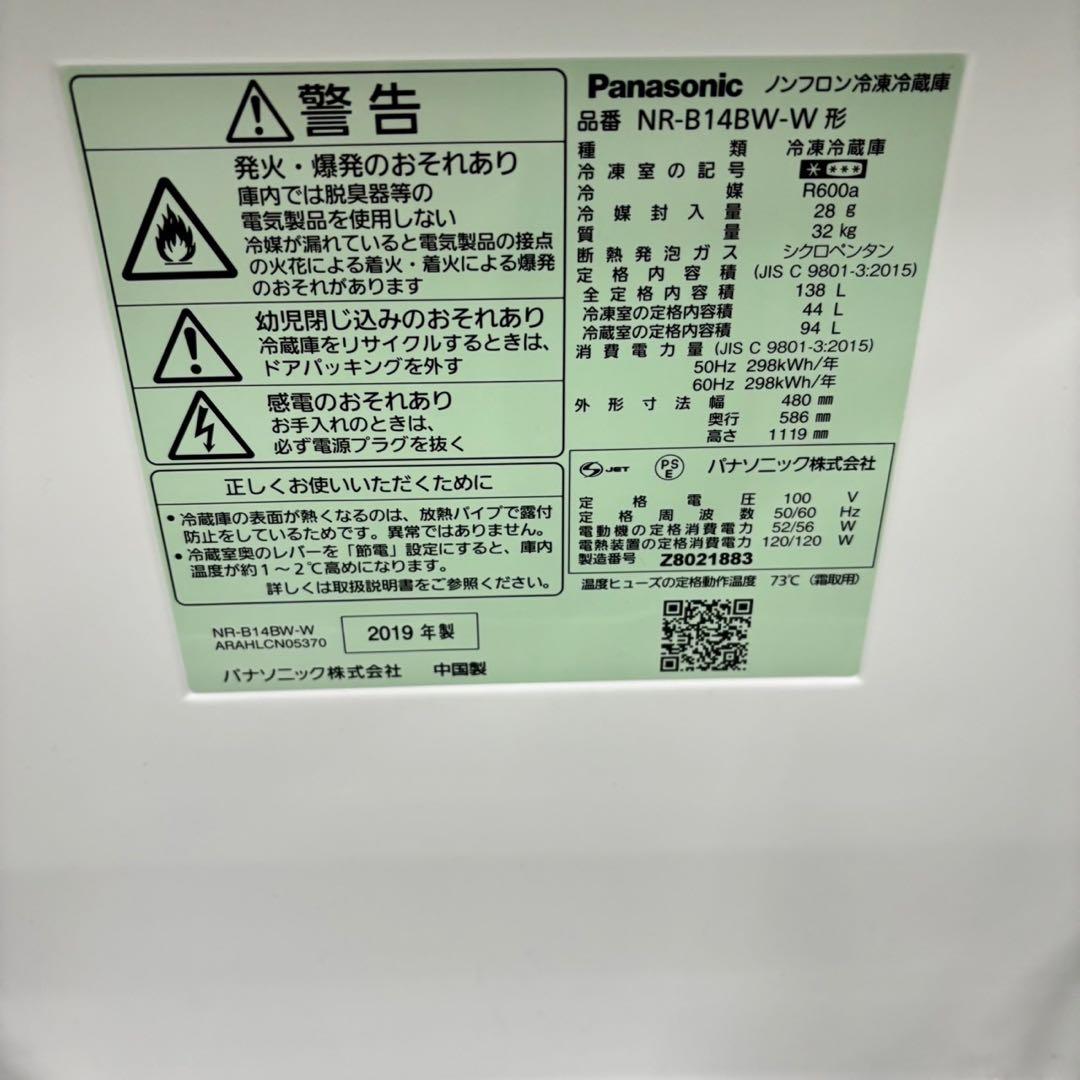 警告
発火・爆発のおそれあり
庫内では脱臭器等の
電気製品を使用しない
冷媒が漏れていると電気製品の接点
の火花による着火・着火による爆発
のおそれがあります
幼児閉じ込みのおそれあり
冷蔵庫をリサイクルするときは、
ドアパッキングを外す
感電のおそれあり
お手入れのときは、
必ず電源プラグを抜く
正しくお使いいただくために
• 冷蔵庫の表面が熱くなるのは、放熱パイプで露付
防止をしているためです。異常ではありません。
• 冷蔵室奥のレバーを「節電」設定にすると、庫内
温度が約1～2℃高めになります。
詳しくは取扱説明書をご参照ください。
NR-B14BW-W
ARAHLCN05370
2019 年製
パナソニック株式会社 中国製
Panasonic ノンフロン冷凍冷蔵庫
品番 NR-B14BW-W 形
種類 冷凍冷蔵庫
冷凍室の記号 * ***
冷媒 R600a
冷媒封入量 28 g
質量 32 kg
断熱発泡ガス シクロペンタン
定格内容積 (JIS C 9801-3:2015)
全定格内容積 138 L
冷凍室の定格内容積 44 L
冷蔵室の定格内容積 94 L
消費電力量 (JIS C 9801-3:2015)
50Hz 298kWh/年
60Hz 298kWh/年
外形寸法 幅 480 mm
奥行 586 mm
高さ 1119 mm
JET PSE パナソニック株式会社
定格電圧 100 V
定格周波数 50/60 Hz
電動機の定格消費電力 52/56 W
電熱装置の定格消費電力 120/120 W
製造番号 Z8021883
温度ヒューズの定格動作温度 73℃ (霜取用)